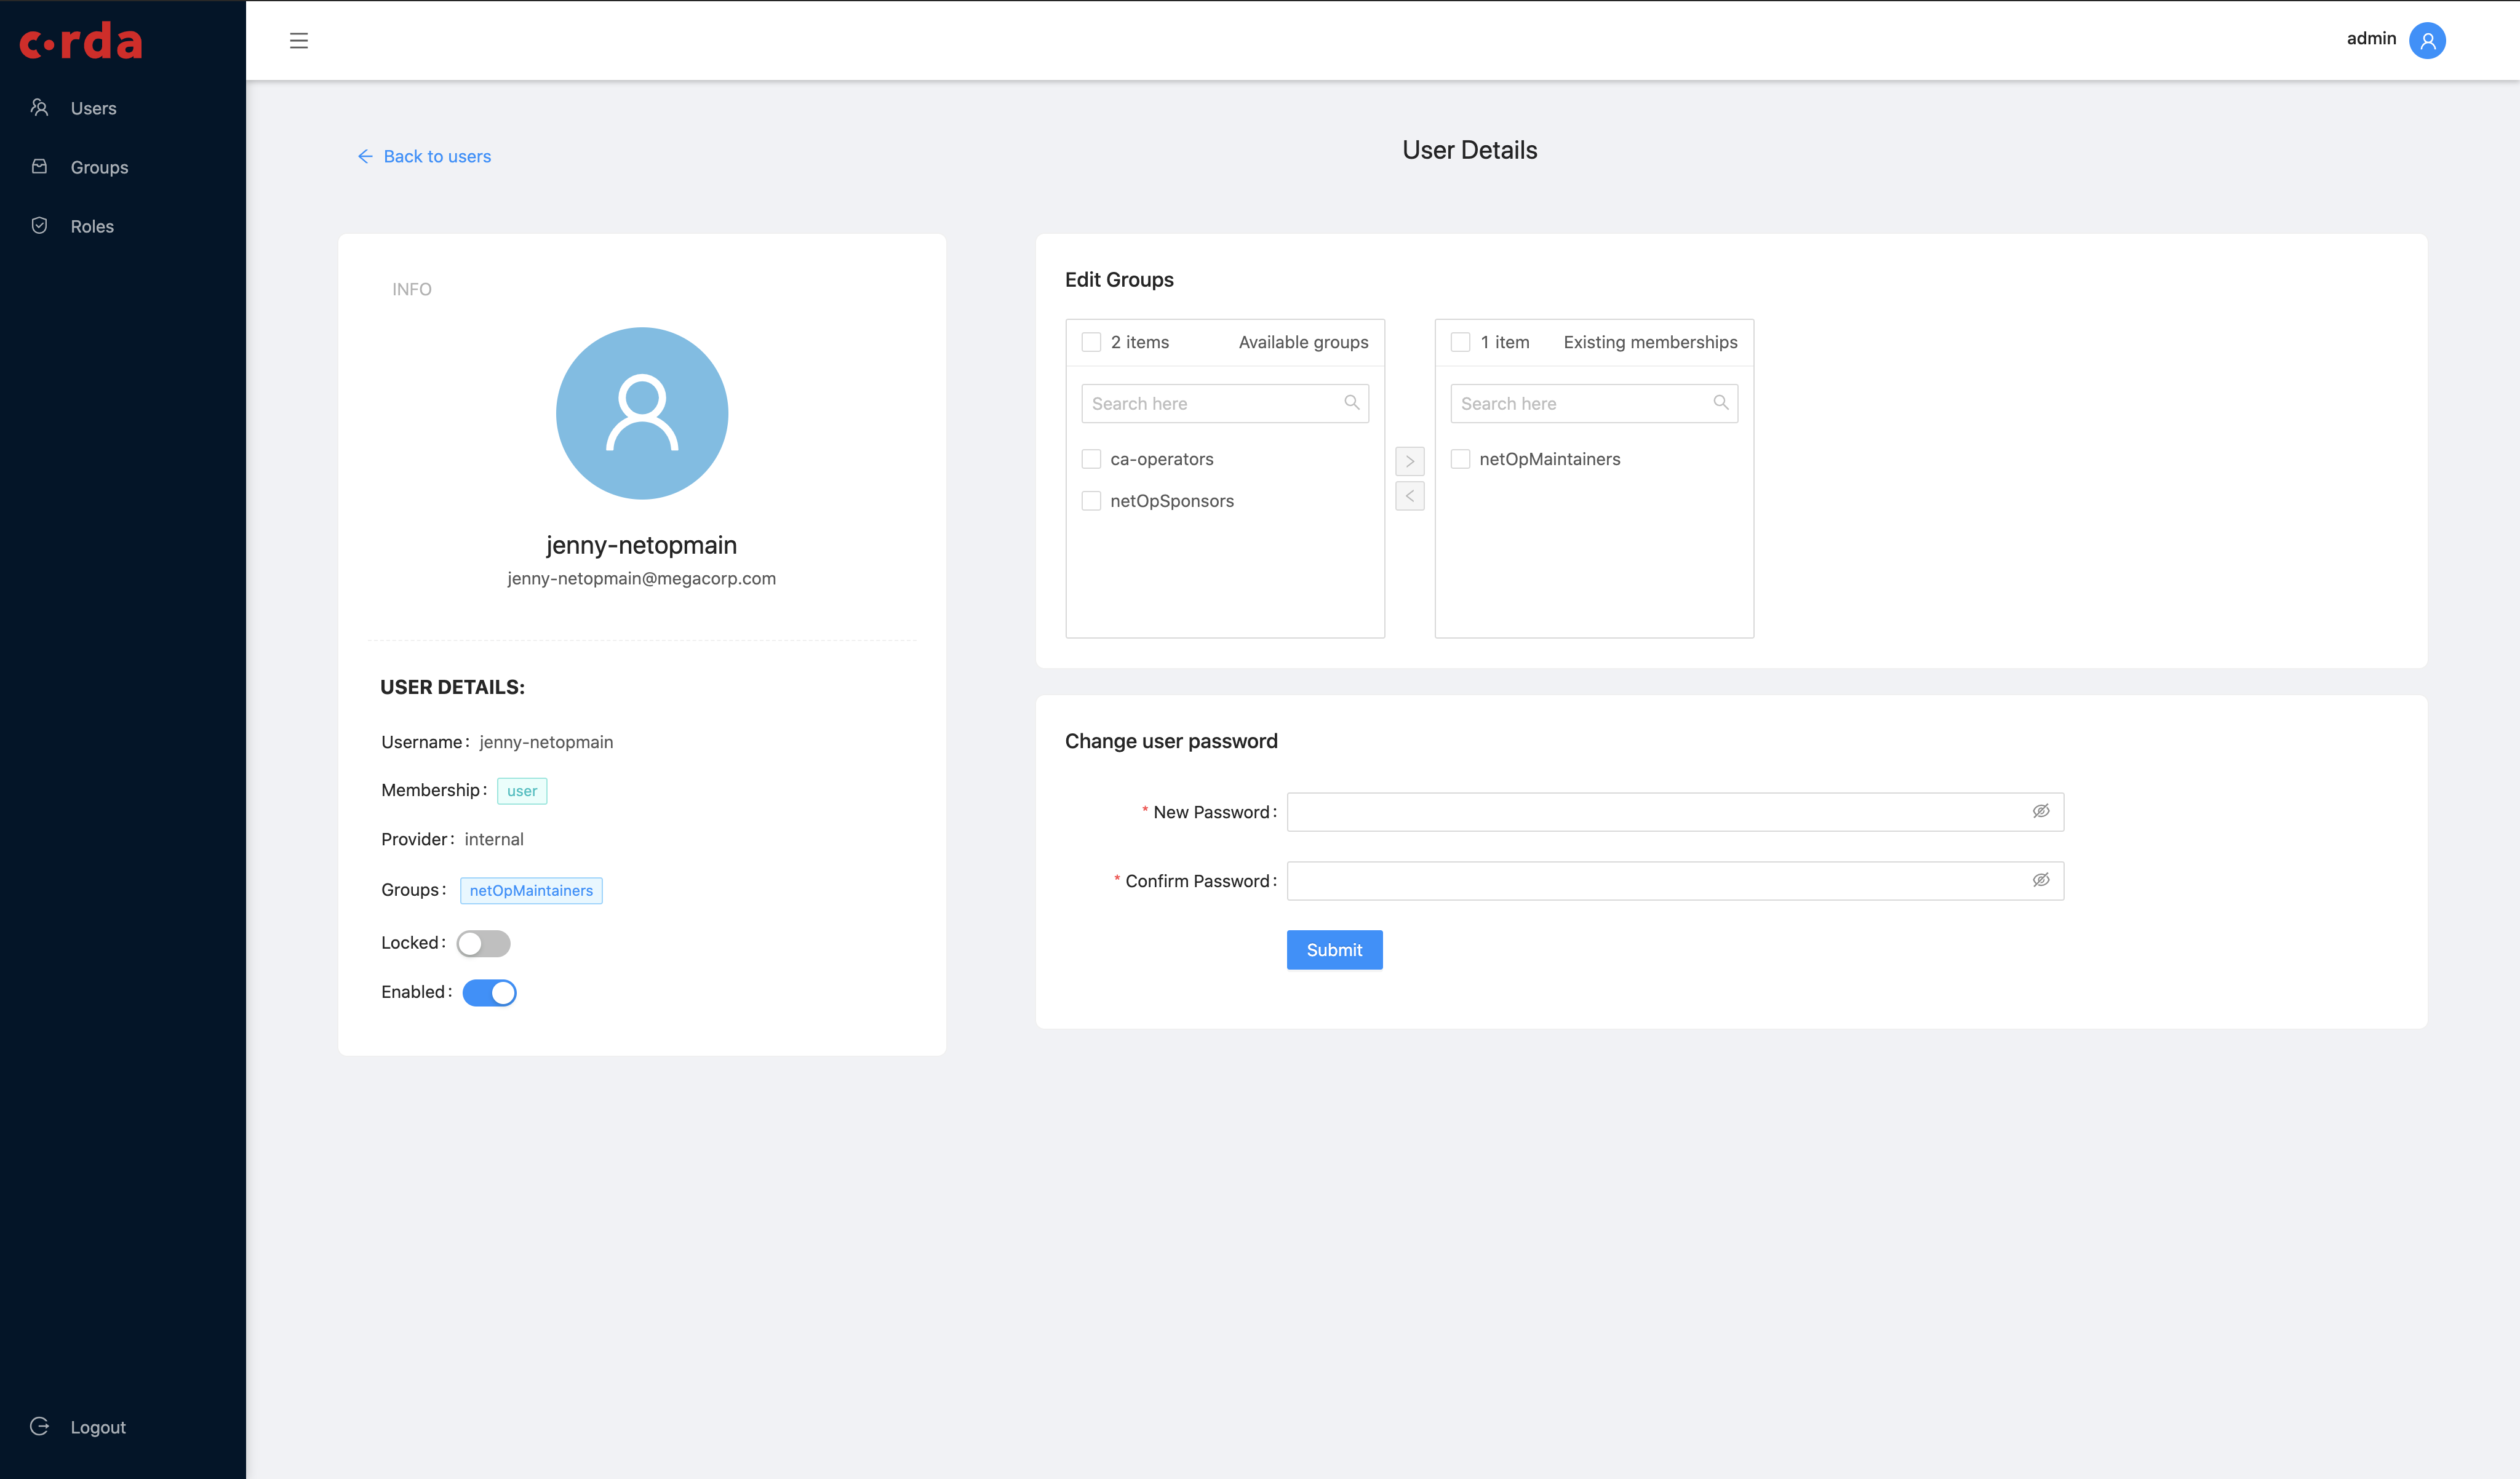 c·rda
admin
Users
Groups
Roles
Back to users
User Details
INFO
jenny-netopmain
jenny-netopmain@megacorp.com
USER DETAILS:
Username: jenny-netopmain
Membership: user
Provider: internal
Groups: netOpMaintainers
Locked:
Enabled:
Edit Groups
2 items Available groups
Search here
ca-operators
netOpSponsors
1 item Existing memberships
Search here
netOpMaintainers
Change user password
* New Password:
* Confirm Password:
Submit
Logout